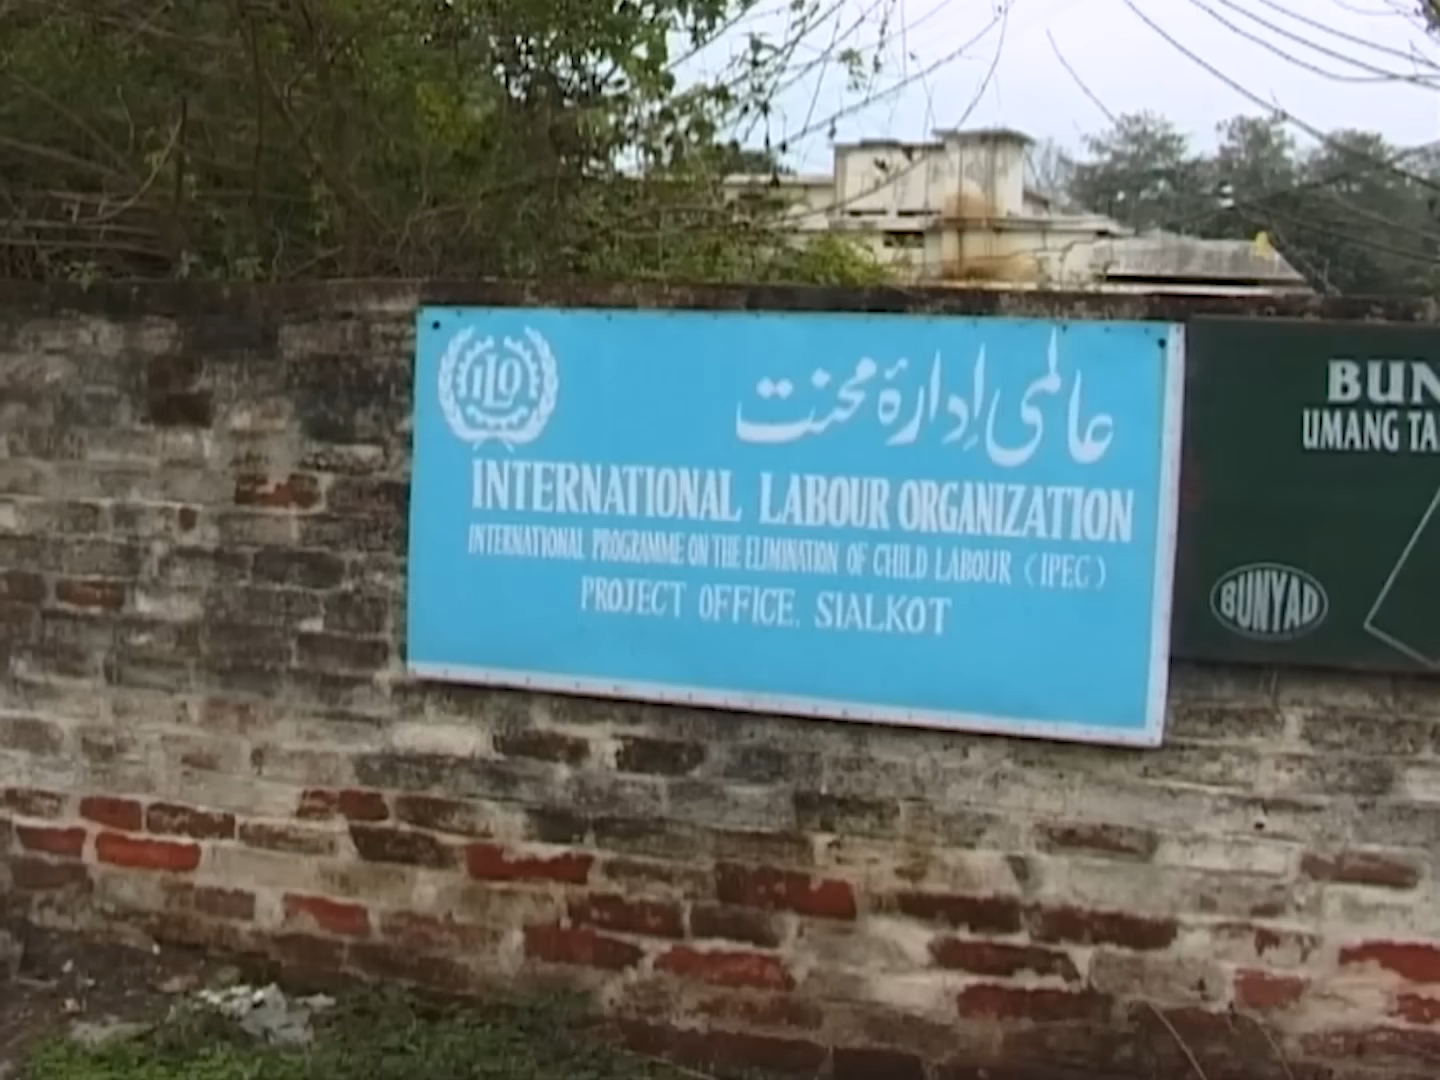 ILO
عالمی اِدارۂ محنت
INTERNATIONAL LABOUR ORGANIZATION
INTERNATIONAL PROGRAMME ON THE ELIMINATION OF CHILD LABOUR (IPEC)
PROJECT OFFICE, SIALKOT
BUN
UMANG TA
BUNYAD